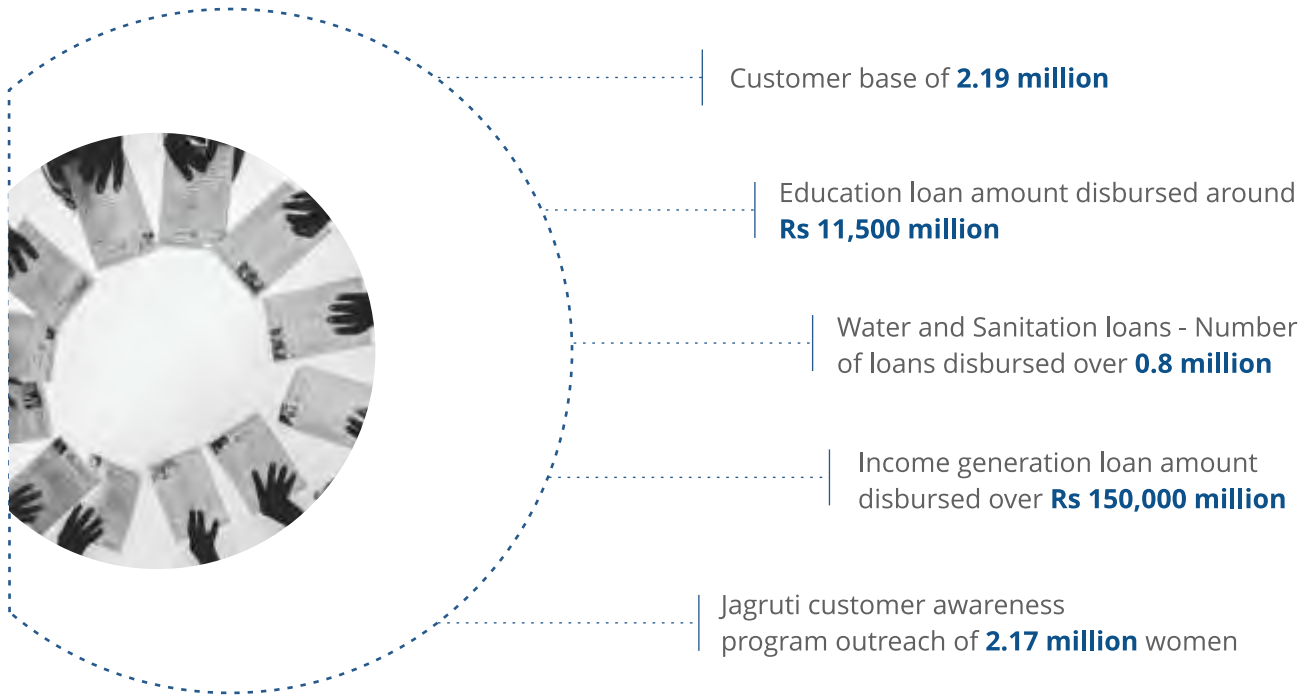 Customer base of 2.19 million
Education loan amount disbursed around
Rs 11,500 million
Water and Sanitation loans - Number
of loans disbursed over 0.8 million
Income generation loan amount
disbursed over Rs 150,000 million
Jagruti customer awareness
program outreach of 2.17 million women